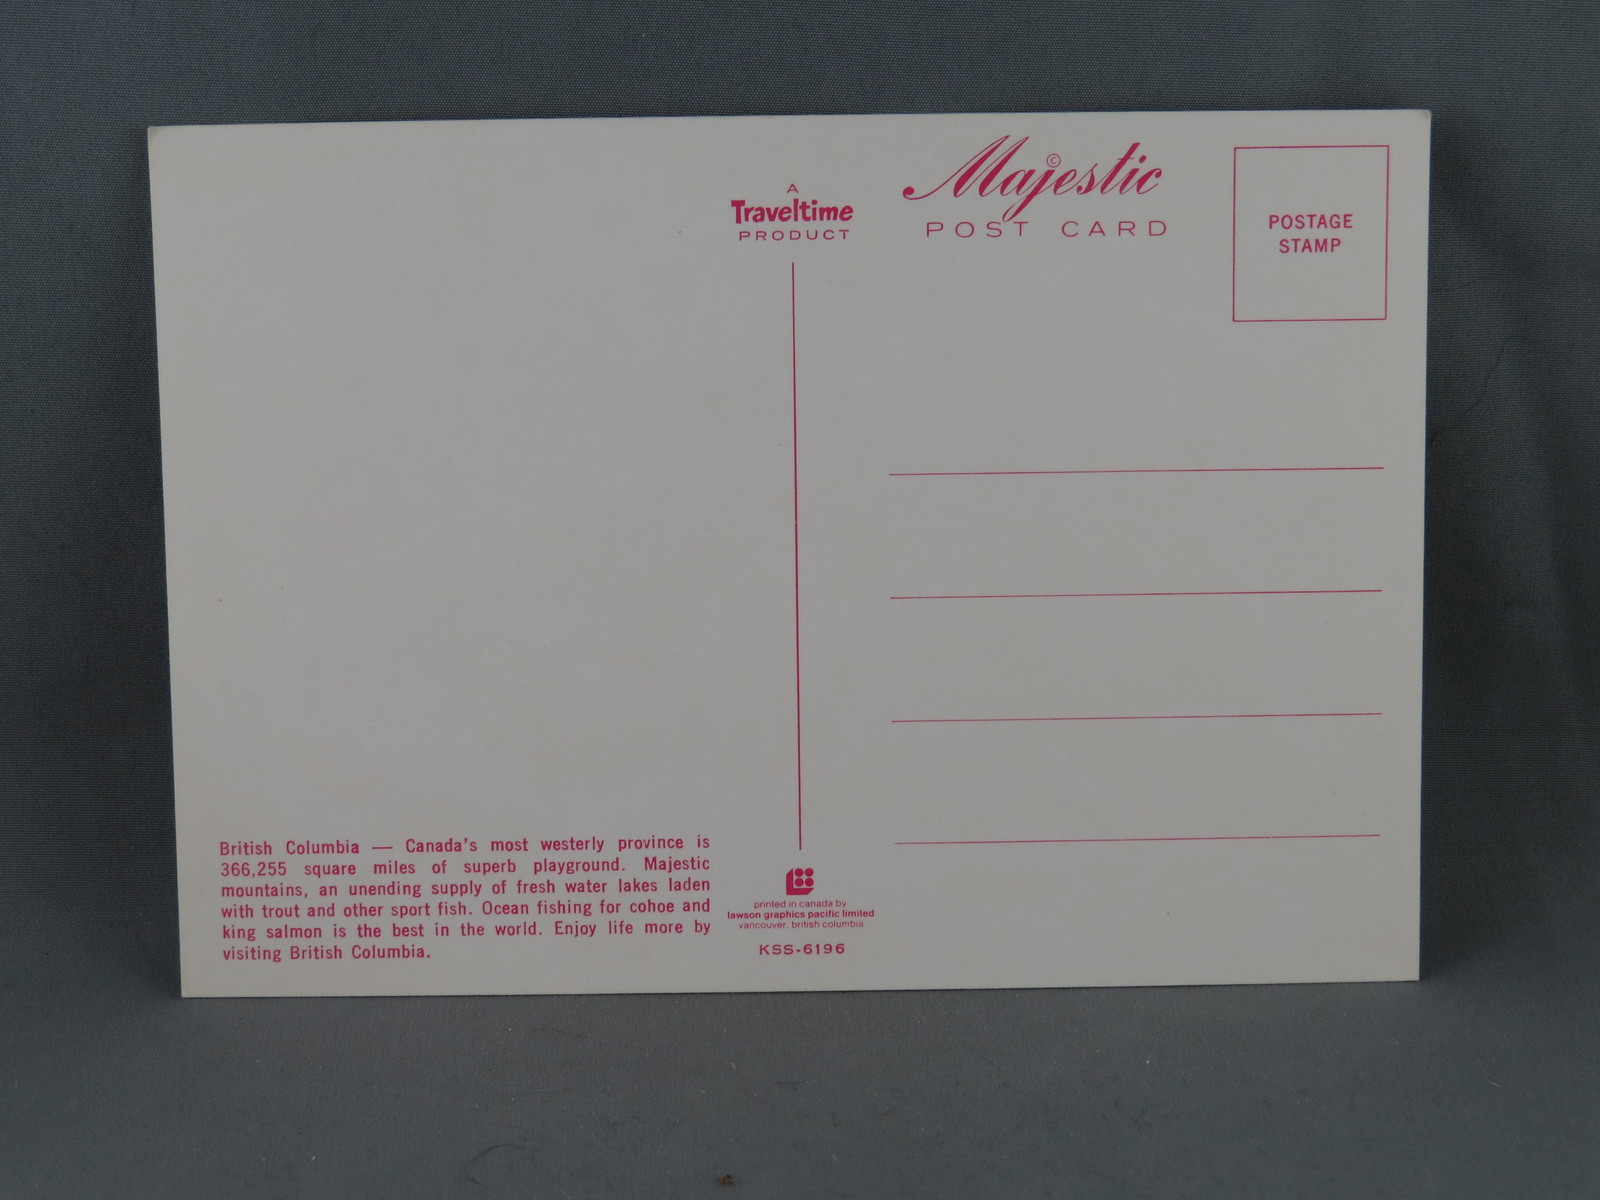 A
Traveltime
PRODUCT
Majestic ©
POST CARD
POSTAGE
STAMP
British Columbia — Canada's most westerly province is
366,255 square miles of superb playground. Majestic
mountains, an unending supply of fresh water lakes laden
with trout and other sport fish. Ocean fishing for cohoe and
king salmon is the best in the world. Enjoy life more by
visiting British Columbia.
printed in canada by
lawson graphics pacific limited
vancouver, british columbia
KSS-6196